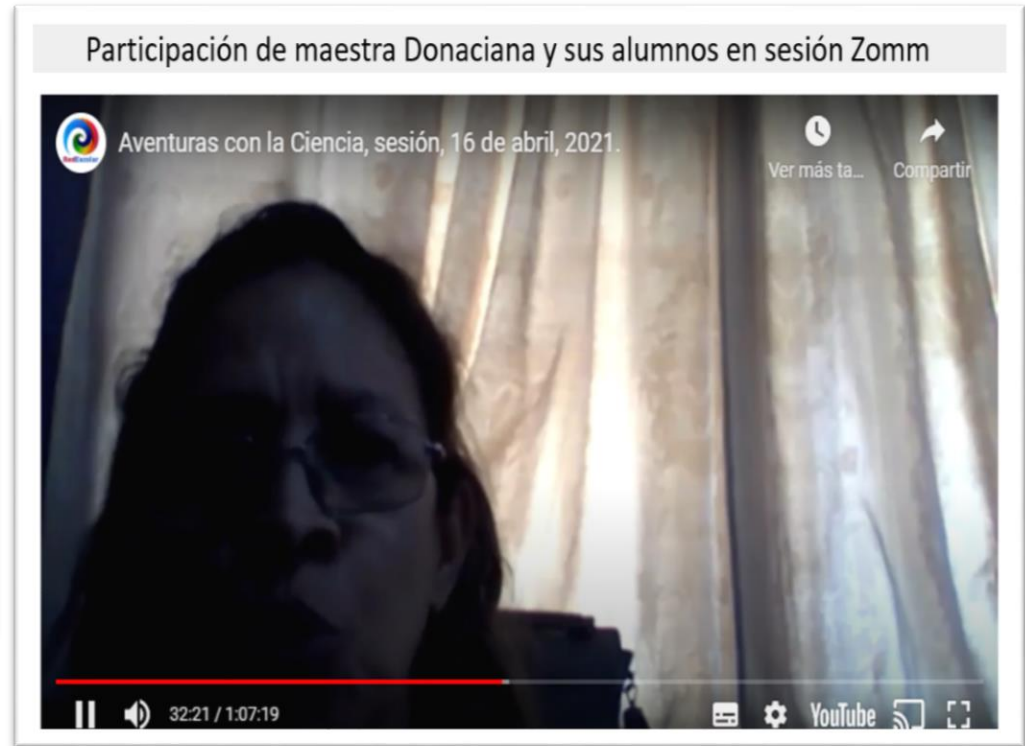 Participación de maestra Donaciana y sus alumnos en sesión Zomm
Aventuras con la Ciencia, sesión, 16 de abril, 2021.
RedEscolar
Ver más ta...
Compartir
32:21 / 1:07:19
YouTube